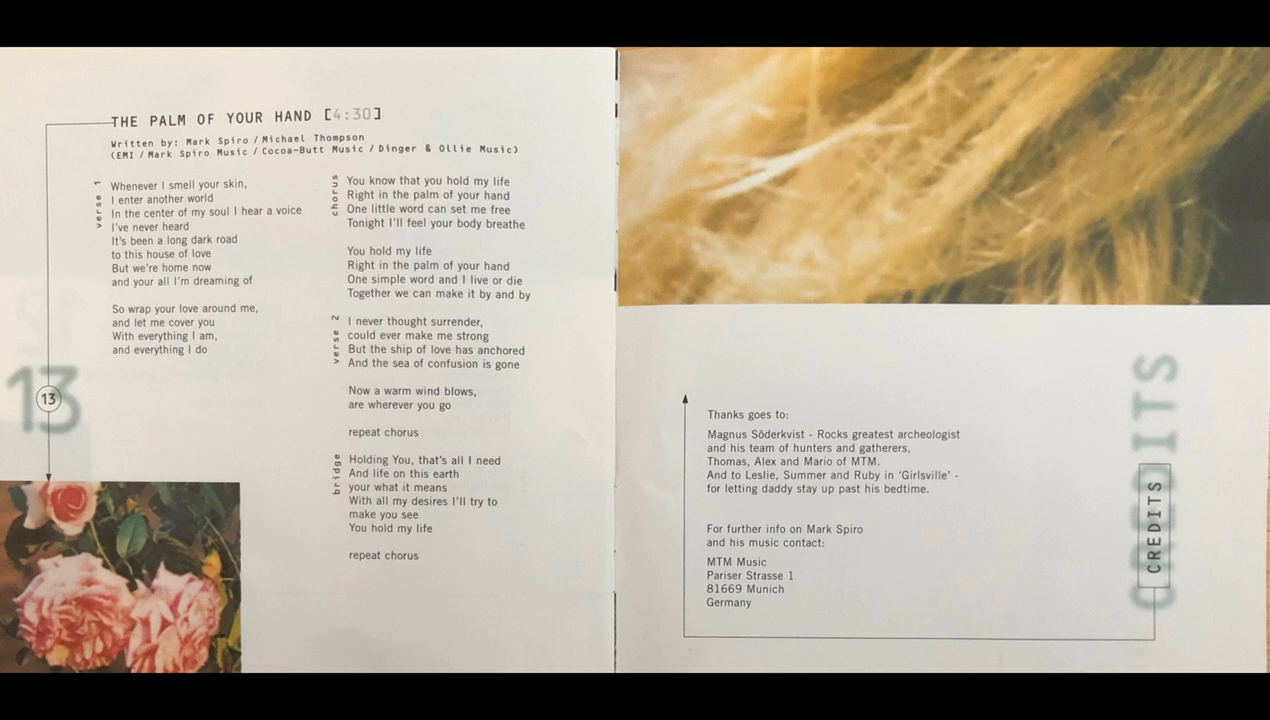 THE PALM OF YOUR HAND [4:30]
Written by: Mark Spiro / Michael Thompson
(EMI / Mark Spiro Music / Cocoa-Butt Music / Dinger & Ollie Music)
verse 1
Whenever I smell your skin,
I enter another world
In the center of my soul I hear a voice
I've never heard
It's been a long dark road
to this house of love
But we're home now
and your all I'm dreaming of
So wrap your love around me,
and let me cover you
With everything I am,
and everything I do
13
13
chorus
You know that you hold my life
Right in the palm of your hand
One little word can set me free
Tonight I'll feel your body breathe
You hold my life
Right in the palm of your hand
One simple word and I live or die
Together we can make it by and by
verse 2
I never thought surrender,
could ever make me strong
But the ship of love has anchored
And the sea of confusion is gone
Now a warm wind blows,
are wherever you go
repeat chorus
bridge
Holding You, that's all I need
And life on this earth
your what it means
With all my desires I'll try to
make you see
You hold my life
repeat chorus
Thanks goes to:
Magnus Söderkvist - Rocks greatest archeologist
and his team of hunters and gatherers,
Thomas, Alex and Mario of MTM.
And to Leslie, Summer and Ruby in 'Girlsville' -
for letting daddy stay up past his bedtime.
For further info on Mark Spiro
and his music contact:
MTM Music
Pariser Strasse 1
81669 Munich
Germany
CREDITS
CREDITS